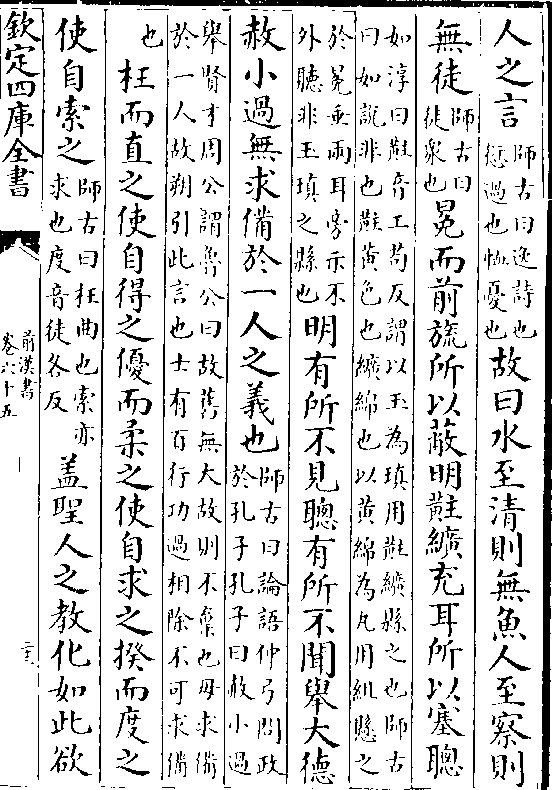 人之言師古曰逸詩也愆過也恤憂也故曰水至清則無魚人至察則
無徒師古曰徒衆也冕而前旒所以蔽明黈纊充耳所以塞聰
如淳曰黈音工苟反謂以玉為瑱用黈纊縣之也師古曰如說非也黈黃色也纊綿也以黃綿為丸用組懸之
於冕垂兩耳旁示不外聽非玉瑱之縣也明有所不見聰有所不聞舉大德
赦小過無求備於一人之義也師古曰論語仲弓問政於孔子孔子曰赦小過
舉賢才周公謂魯公曰故舊無大故則不棄也毋求備於一人故朔引此言也士有百行功過相除不可求備
也枉而直之使自得之優而柔之使自求之揆而度之
使自索之師古曰枉曲也索亦求也度音徒各反盖聖人之教化如此欲
欽定四庫全書
前漢書
卷六十五